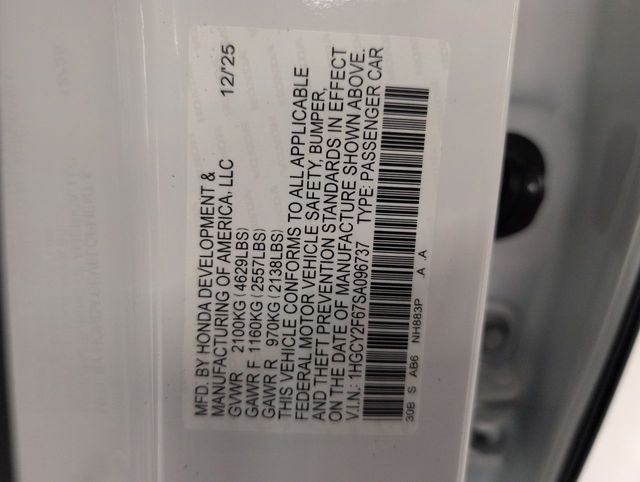 MFD. BY HONDA DEVELOPMENT & 12/'25
MANUFACTURING OF AMERICA, LLC
GVWR 2100KG (4629LBS)
GAWR F 1160KG (2557LBS)
GAWR R 970KG (2138LBS)
THIS VEHICLE CONFORMS TO ALL APPLICABLE
FEDERAL MOTOR VEHICLE SAFETY, BUMPER,
AND THEFT PREVENTION STANDARDS IN EFFECT
ON THE DATE OF MANUFACTURE SHOWN ABOVE.
V.I.N.: 1HGCY2F67SA096737 TYPE: PASSENGER CAR
30B S AB6 NH883P A A